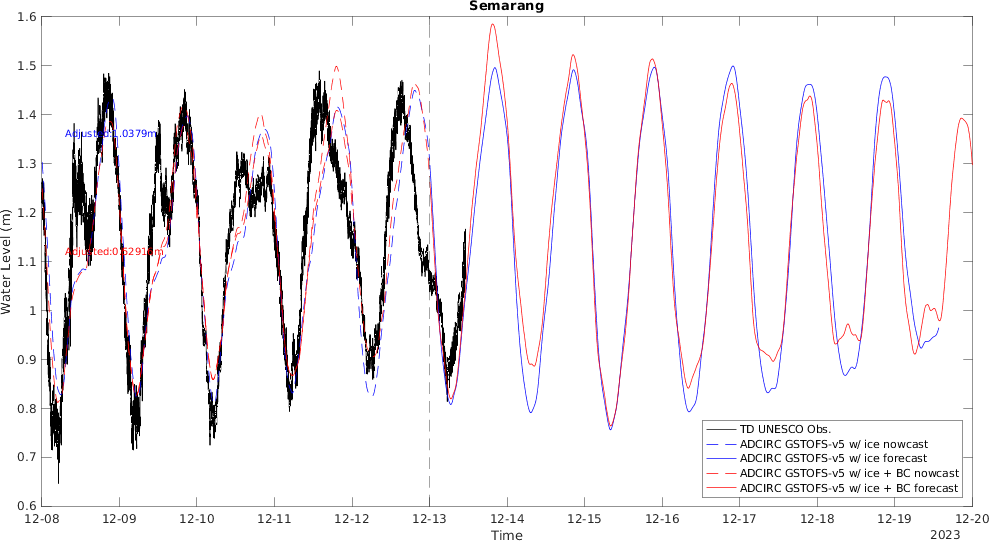 Semarang
Water Level (m)
1.6
1.5
1.4
1.3
1.2
1.1
1
0.9
0.8
0.7
0.6
Adjusted:1.0379m
TD UNESCO Obs.
ADCIRC GSTOFS-v5 w/ ice nowcast
ADCIRC GSTOFS-v5 w/ ice forecast
ADCIRC GSTOFS-v5 w/ ice + BC nowcast
ADCIRC GSTOFS-v5 w/ ice + BC forecast
12-08 12-09 12-10 12-11 12-12 12-13 12-14 12-15 12-16 12-17 12-18 12-19 12-20
Time
2023